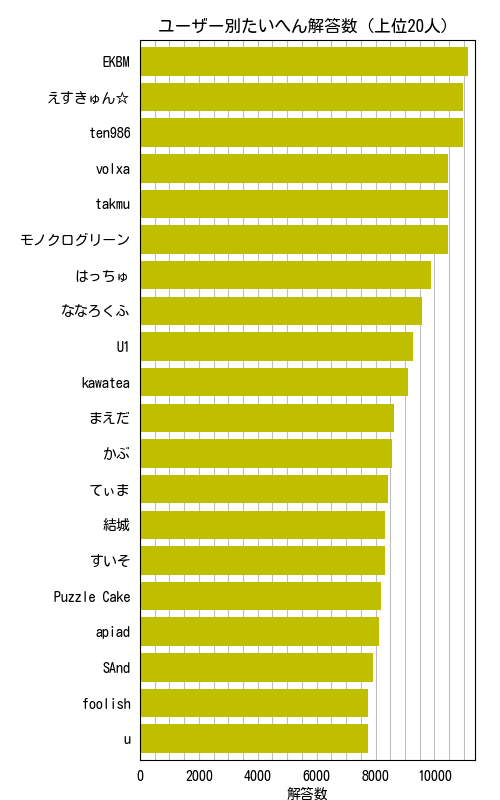 ユーザー別たいへん解答数（上位20人）
EKBM
えすきゅん☆
ten986
volxa
takmu
モノクログリーン
はっちゅ
ななろくふ
U1
kawatea
まえだ
かぶ
てぃま
結城
すいそ
Puzzle Cake
apiad
SAnd
foolish
u
0 2000 4000 6000 8000 10000
解答数